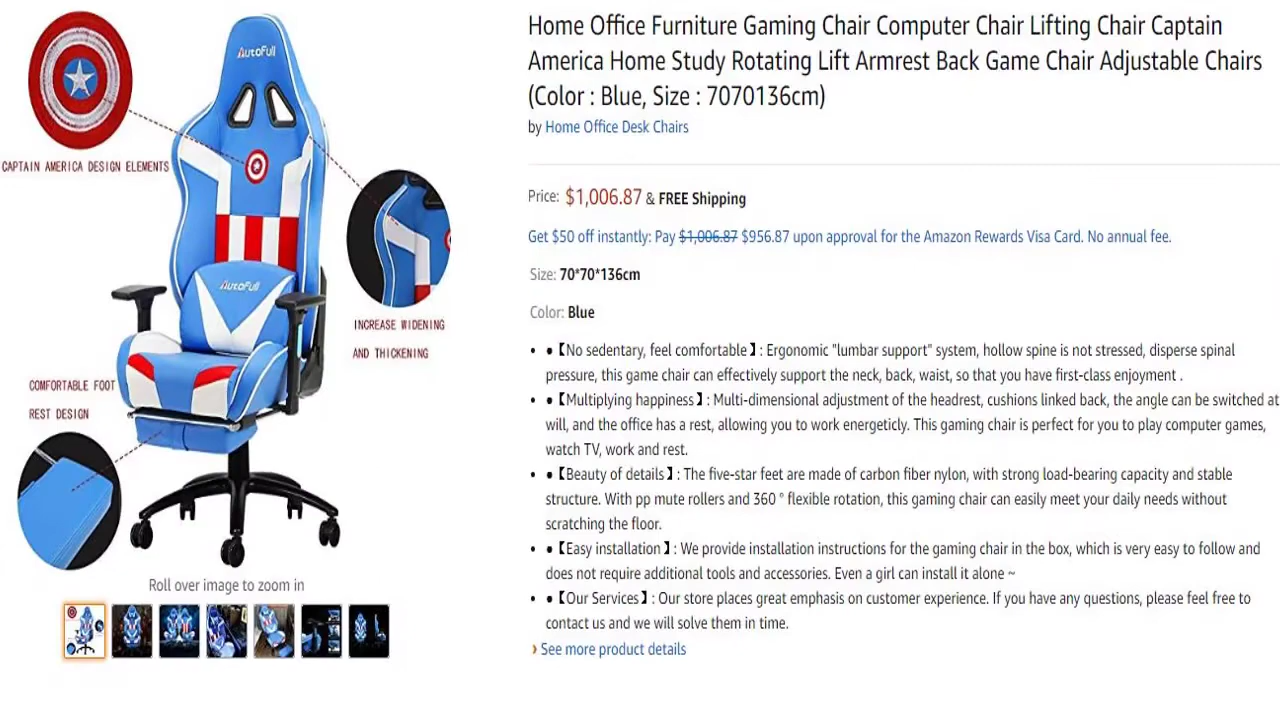 AutoFull
CAPTAIN AMERICA DESIGN ELEMENTS
AutoFull
INCREASE WIDENING
AND THICKENING
COMFORTABLE FOOT
REST DESIGN
Roll over image to zoom in
Home Office Furniture Gaming Chair Computer Chair Lifting Chair Captain
America Home Study Rotating Lift Armrest Back Game Chair Adjustable Chairs
(Color : Blue, Size : 7070136cm)
by Home Office Desk Chairs
Price: $1,006.87 & FREE Shipping
Get $50 off instantly: Pay $1,006.87 $956.87 upon approval for the Amazon Rewards Visa Card. No annual fee.
Size: 70*70*136cm
Color: Blue
• ●【No sedentary, feel comfortable】: Ergonomic "lumbar support" system, hollow spine is not stressed, disperse spinal
pressure, this game chair can effectively support the neck, back, waist, so that you have first-class enjoyment .
• ●【Multiplying happiness】: Multi-dimensional adjustment of the headrest, cushions linked back, the angle can be switched at
will, and the office has a rest, allowing you to work energeticly. This gaming chair is perfect for you to play computer games,
watch TV, work and rest.
• ●【Beauty of details】: The five-star feet are made of carbon fiber nylon, with strong load-bearing capacity and stable
structure. With pp mute rollers and 360 ° flexible rotation, this gaming chair can easily meet your daily needs without
scratching the floor.
• ●【Easy installation】: We provide installation instructions for the gaming chair in the box, which is very easy to follow and
does not require additional tools and accessories. Even a girl can install it alone ~
• ●【Our Services】: Our store places great emphasis on customer experience. If you have any questions, please feel free to
contact us and we will solve them in time.
› See more product details